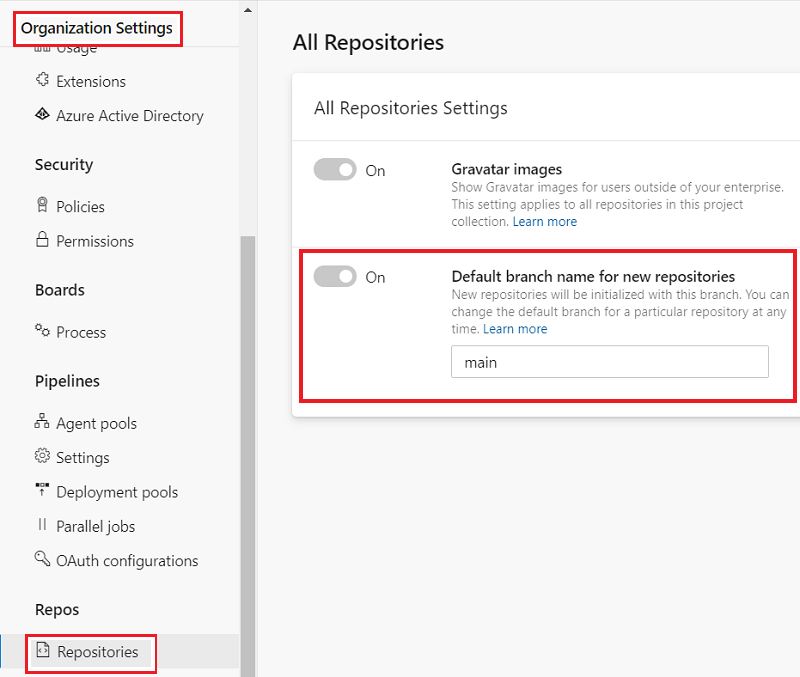 Organization Settings
Usage
Extensions
Azure Active Directory
Security
Policies
Permissions
Boards
Process
Pipelines
Agent pools
Settings
Deployment pools
Parallel jobs
OAuth configurations
Repos
Repositories
All Repositories
All Repositories Settings
On
Gravatar images
Show Gravatar images for users outside of your enterprise.
This setting applies to all repositories in this project
collection. Learn more
On
Default branch name for new repositories
New repositories will be initialized with this branch. You can
change the default branch for a particular repository at any
time. Learn more
main